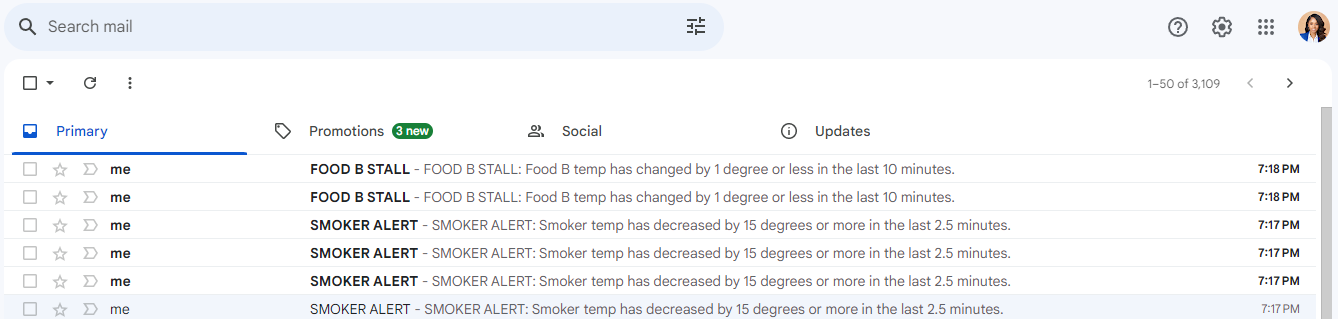 Search mail
1–50 of 3,109
Primary Promotions 3 new Social Updates
me FOOD B STALL - FOOD B STALL: Food B temp has changed by 1 degree or less in the last 10 minutes. 7:18 PM
me FOOD B STALL - FOOD B STALL: Food B temp has changed by 1 degree or less in the last 10 minutes. 7:18 PM
me SMOKER ALERT - SMOKER ALERT: Smoker temp has decreased by 15 degrees or more in the last 2.5 minutes. 7:17 PM
me SMOKER ALERT - SMOKER ALERT: Smoker temp has decreased by 15 degrees or more in the last 2.5 minutes. 7:17 PM
me SMOKER ALERT - SMOKER ALERT: Smoker temp has decreased by 15 degrees or more in the last 2.5 minutes. 7:17 PM
me SMOKER ALERT - SMOKER ALERT: Smoker temp has decreased by 15 degrees or more in the last 2.5 minutes. 7:17 PM